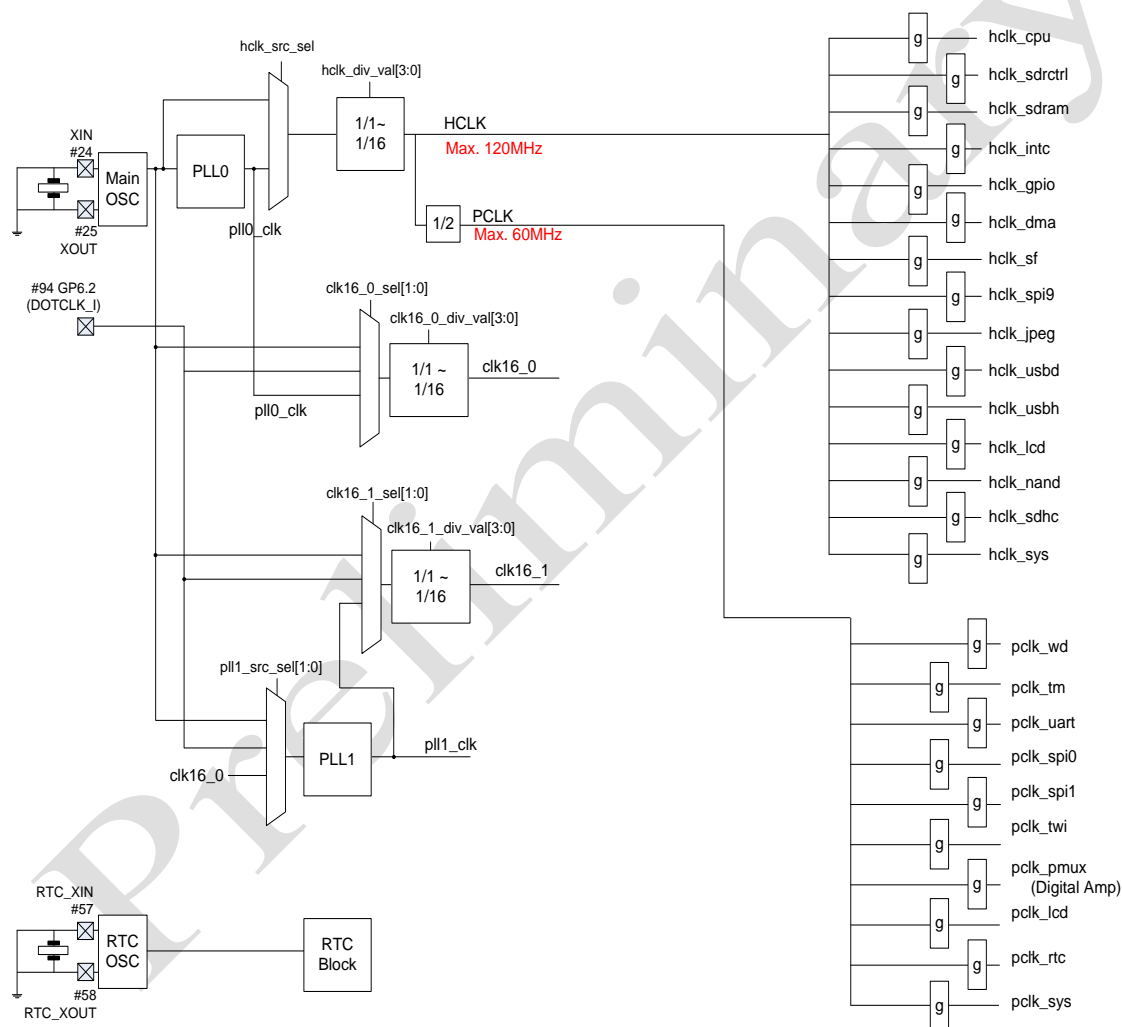 Preliminary
hclk_src_sel
hclk_div_val[3:0]
XIN
#24
Main
OSC
#25
XOUT
PLL0
pll0_clk
1/1~
1/16
HCLK
Max. 120MHz
1/2
PCLK
Max. 60MHz
#94 GP6.2
(DOTCLK_I)
clk16_0_sel[1:0]
clk16_0_div_val[3:0]
1/1 ~
1/16
clk16_0
pll0_clk
clk16_1_sel[1:0]
clk16_1_div_val[3:0]
1/1 ~
1/16
clk16_1
pll1_src_sel[1:0]
PLL1
pll1_clk
clk16_0
RTC_XIN
#57
RTC
OSC
#58
RTC_XOUT
RTC
Block
g hclk_cpu
g hclk_sdrctrl
g hclk_sdram
g hclk_intc
g hclk_gpio
g hclk_dma
g hclk_sf
g hclk_spi9
g hclk_jpeg
g hclk_usbd
g hclk_usbh
g hclk_lcd
g hclk_nand
g hclk_sdhc
g hclk_sys
g pclk_wd
g pclk_tm
g pclk_uart
g pclk_spi0
g pclk_spi1
g pclk_twi
g pclk_pmux
(Digital Amp)
g pclk_lcd
g pclk_rtc
g pclk_sys